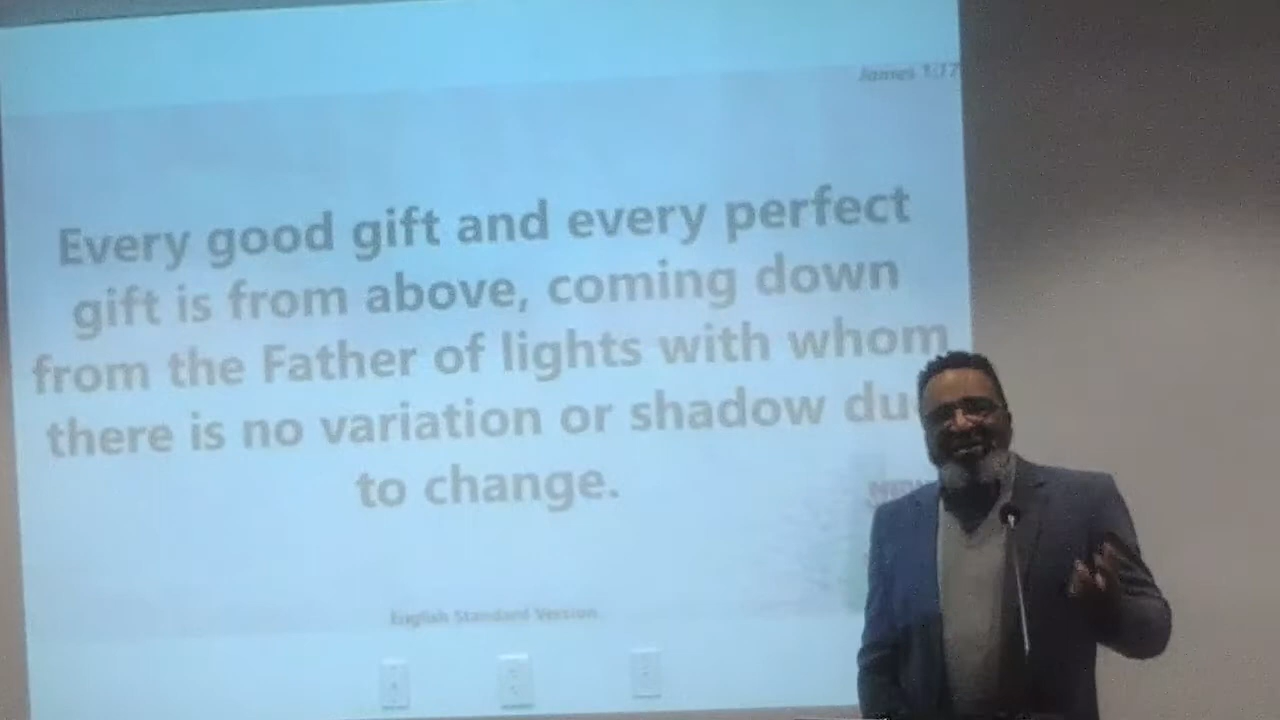 James 1:17
Every good gift and every perfect
gift is from above, coming down
from the Father of lights with whom
there is no variation or shadow du
to change.
English Standard Version